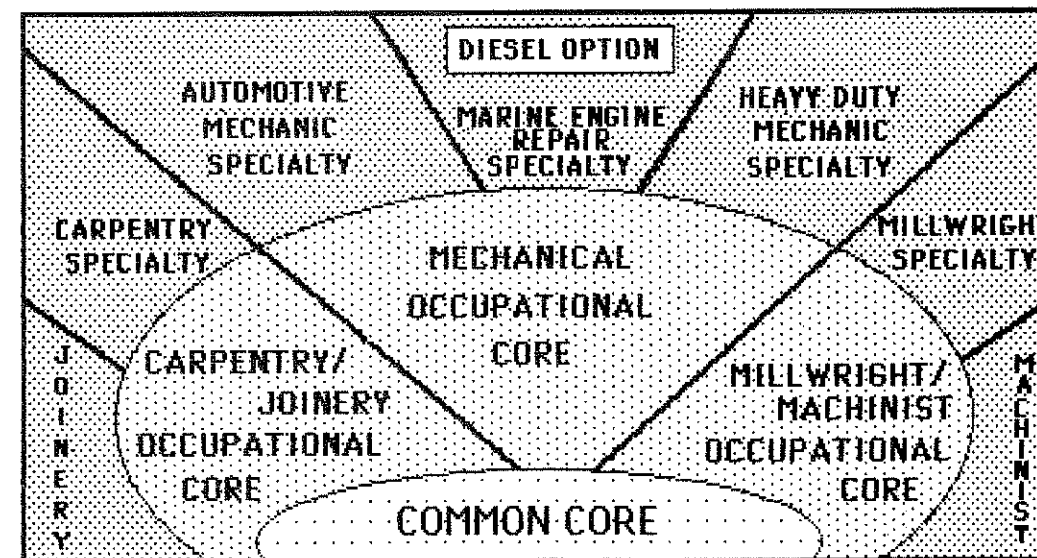 DIESEL OPTION
AUTOMOTIVE
MECHANIC
SPECIALTY
MARINE ENGINE
REPAIR
SPECIALTY
HEAVY DUTY
MECHANIC
SPECIALTY
CARPENTRY
SPECIALTY
MILLWRIGHT
SPECIALTY
MECHANICAL
OCCUPATIONAL
CORE
JOINERY
CARPENTRY/
JOINERY
OCCUPATIONAL
CORE
MILLWRIGHT/
MACHINIST
OCCUPATIONAL
CORE
MACHINIST
COMMON CORE